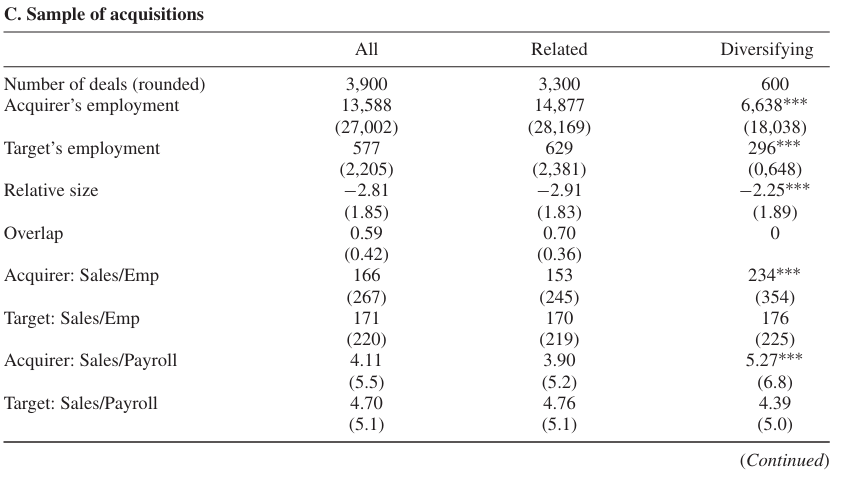 C. Sample of acquisitions
All Related Diversifying
Number of deals (rounded) 3,900 3,300 600
Acquirer's employment 13,588 14,877 6,638***
(27,002) (28,169) (18,038)
Target's employment 577 629 296***
(2,205) (2,381) (0,648)
Relative size −2.81 −2.91 −2.25***
(1.85) (1.83) (1.89)
Overlap 0.59 0.70 0
(0.42) (0.36)
Acquirer: Sales/Emp 166 153 234***
(267) (245) (354)
Target: Sales/Emp 171 170 176
(220) (219) (225)
Acquirer: Sales/Payroll 4.11 3.90 5.27***
(5.5) (5.2) (6.8)
Target: Sales/Payroll 4.70 4.76 4.39
(5.1) (5.1) (5.0)
(Continued)